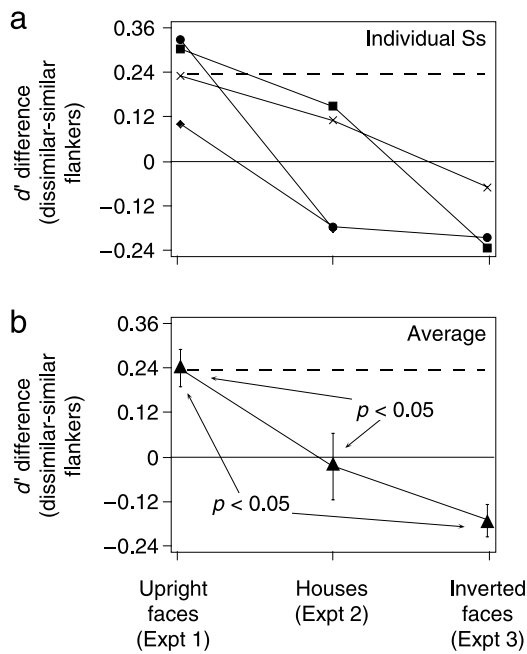 a
Individual Ss
d' difference
(dissimilar-similar
flankers)
0.36
0.24
0.12
0
−0.12
−0.24
b
Average
d' difference
(dissimilar-similar
flankers)
0.36
0.24
0.12
0
−0.12
−0.24
p < 0.05
p < 0.05
Upright
faces
(Expt 1)
Houses
(Expt 2)
Inverted
faces
(Expt 3)